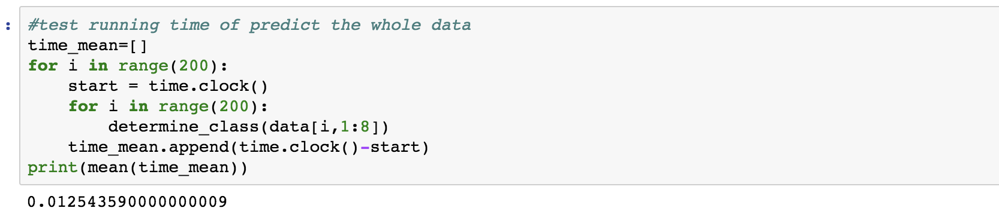 : #test running time of predict the whole data
time_mean=[]
for i in range(200):
    start = time.clock()
    for i in range(200):
        determine_class(data[i,1:8])
    time_mean.append(time.clock()-start)
print(mean(time_mean))
0.012543590000000009